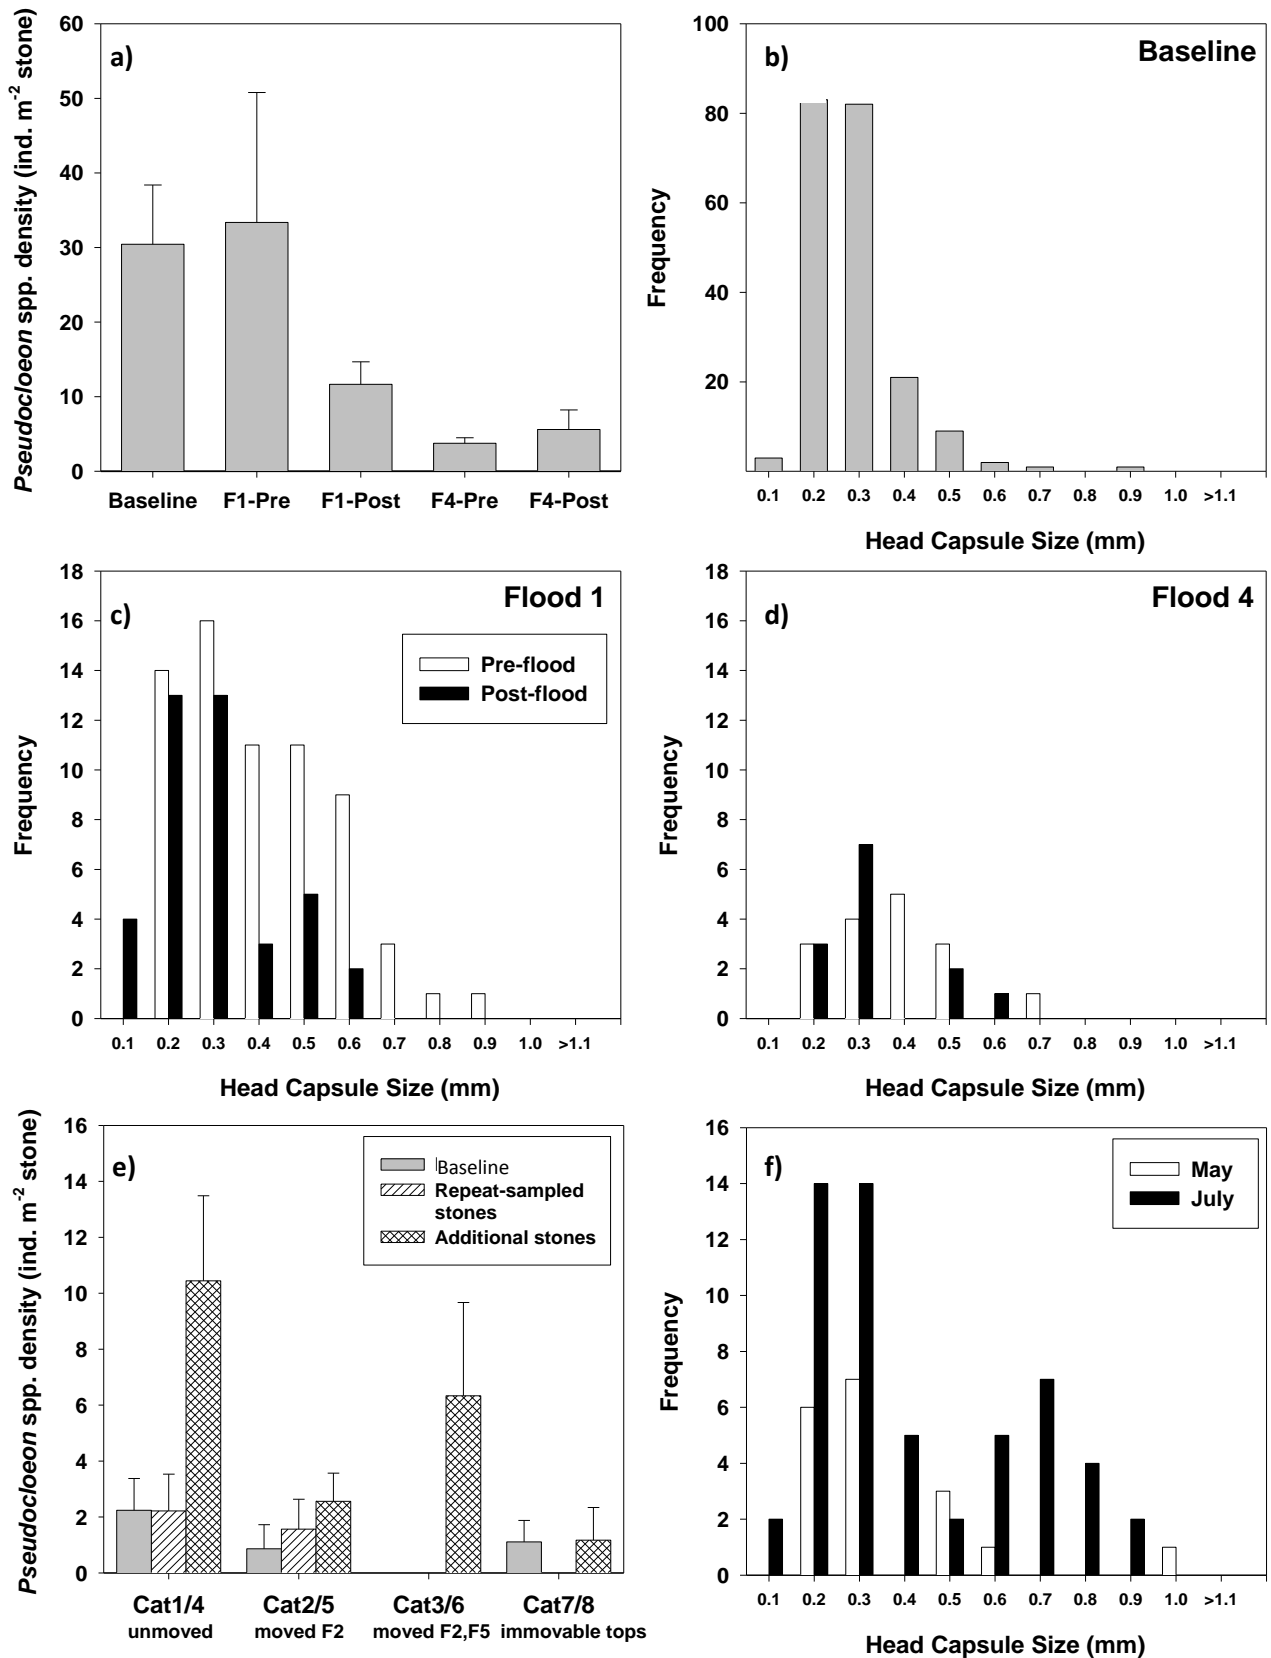 Pseudocloeon spp. density (ind. m-2 stone)
60
50
40
30
20
10
0
a)
Baseline F1-Pre F1-Post F4-Pre F4-Post
Frequency
100
80
60
40
20
b)
Baseline
0.1 0.2 0.3 0.4 0.5 0.6 0.7 0.8 0.9 1.0 >1.1
Head Capsule Size (mm)
Frequency
18
16
14
12
10
8
6
4
2
0
c)
Flood 1
Pre-flood
Post-flood
0.1 0.2 0.3 0.4 0.5 0.6 0.7 0.8 0.9 1.0 >1.1
Head Capsule Size (mm)
Frequency
18
16
14
12
10
8
6
4
2
0
d)
Flood 4
0.1 0.2 0.3 0.4 0.5 0.6 0.7 0.8 0.9 1.0 >1.1
Head Capsule Size (mm)
Pseudocloeon spp. density (ind. m-2 stone)
16
14
12
10
8
6
4
2
0
e)
Baseline
Repeat-sampled
stones
Additional stones
Cat1/4 Cat2/5 Cat3/6 Cat7/8
unmoved moved F2 moved F2,F5 immovable tops
Frequency
16
14
12
10
8
6
4
2
0
f)
May
July
0.1 0.2 0.3 0.4 0.5 0.6 0.7 0.8 0.9 1.0 >1.1
Head Capsule Size (mm)